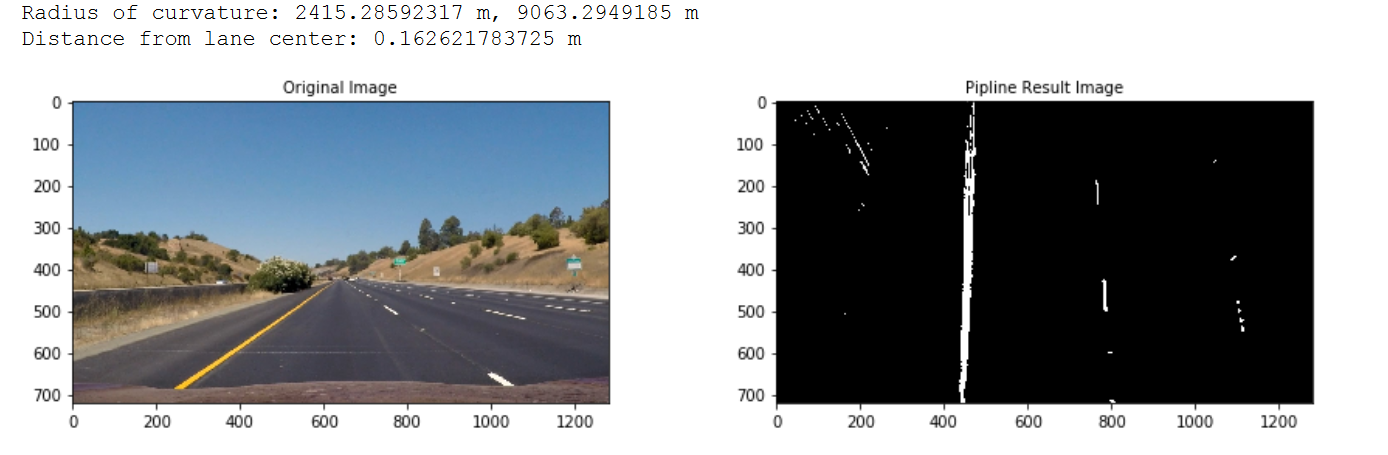 Radius of curvature: 2415.28592317 m, 9063.2949185 m
Distance from lane center: 0.162621783725 m
Original Image
0
100
200
300
400
500
600
700
0 200 400 600 800 1000 1200
Pipline Result Image
0
100
200
300
400
500
600
700
0 200 400 600 800 1000 1200